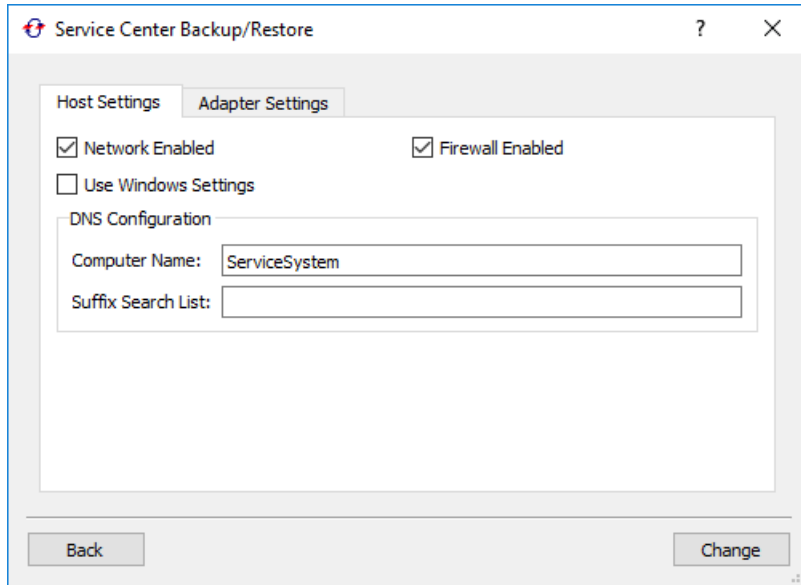 Service Center Backup/Restore ?
Host Settings Adapter Settings
Network Enabled Firewall Enabled
Use Windows Settings
DNS Configuration
Computer Name: ServiceSystem
Suffix Search List:
Back Change